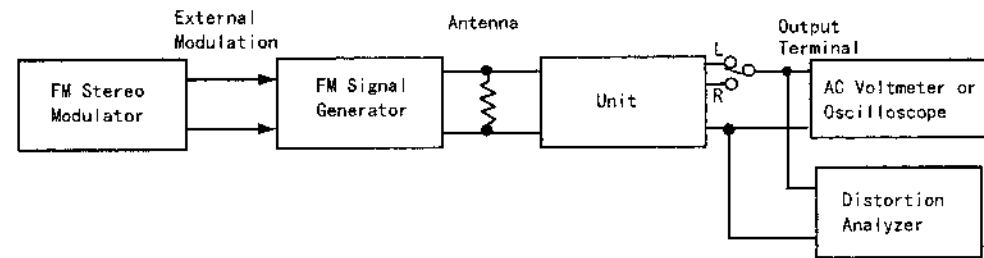 External
Modulation
Antenna
Output
Terminal
FM Stereo
Modulator
FM Signal
Generator
Unit
L
R
AC Voltmeter or
Oscilloscope
Distortion
Analyzer